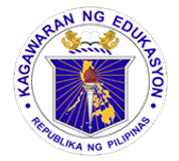 KAGAWARAN NG EDUKASYON
REPUBLIKA NG PILIPINAS